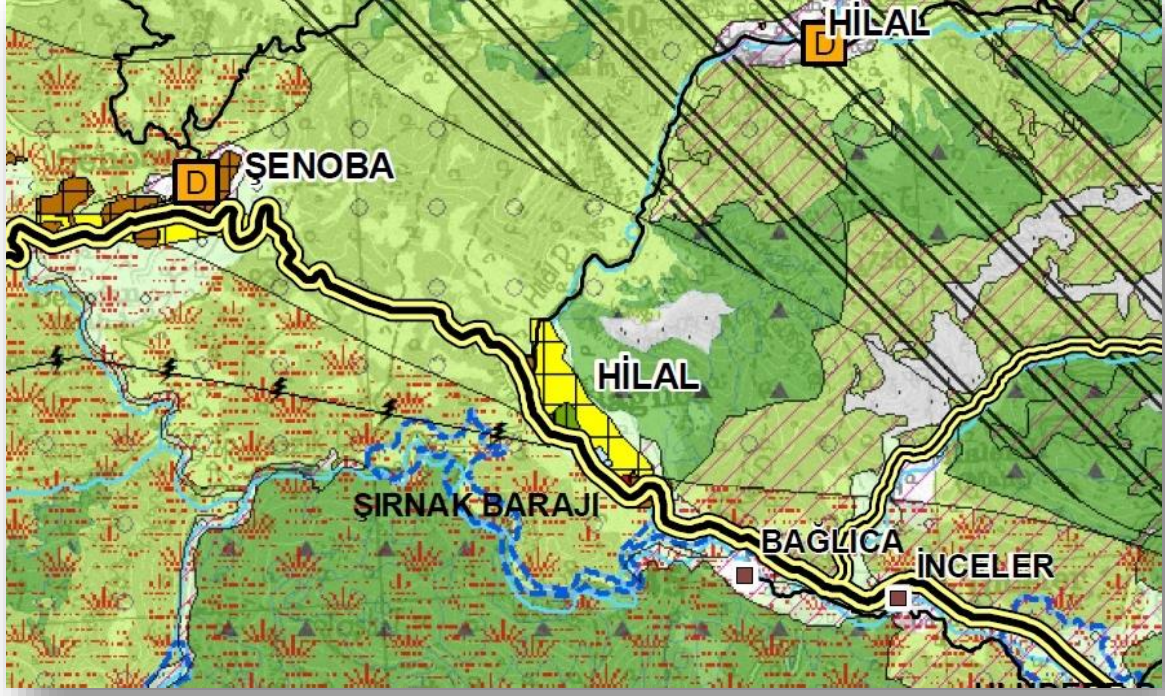 HİLAL
D
ŞENOBA
D
HİLAL
ŞIRNAK BARAJI
BAĞLICA
İNCELER